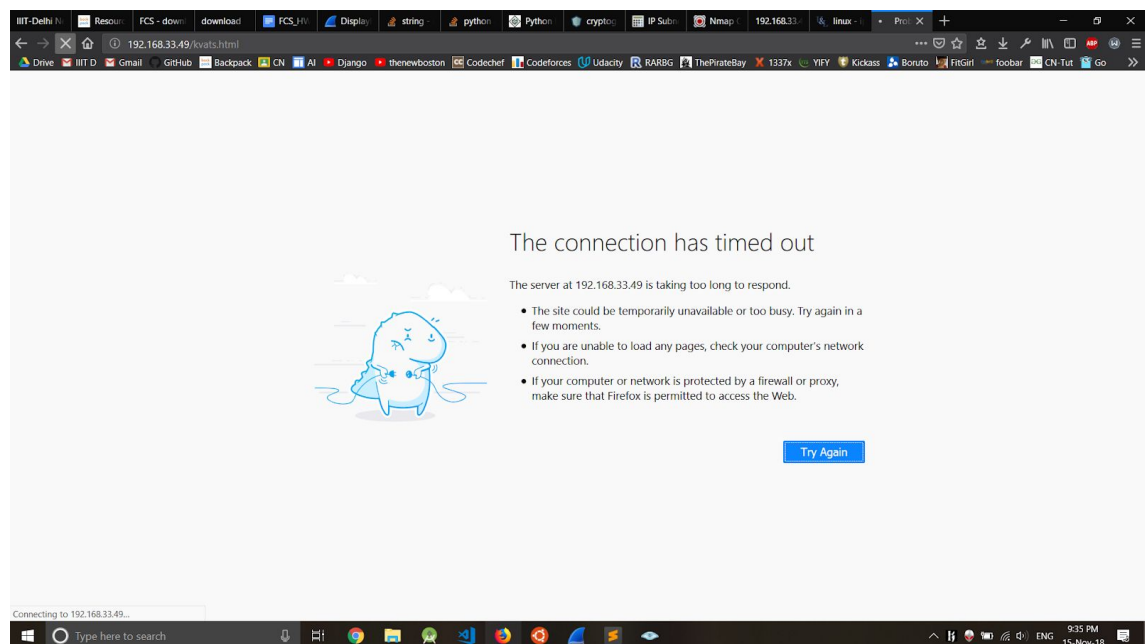 IIIT-Delhi N Resourc FCS - down download FCS_HW Display string - python Python cryptog IP Subn Nmap 192.168.33. linux - i Prob
192.168.33.49/kvats.html
Drive IIIT D Gmail GitHub Backpack CN AI Django thenewboston Codechef Codeforces Udacity RARBG ThePirateBay 1337x YIFY Kickass Boruto FitGirl foobar CN-Tut Go
The connection has timed out
The server at 192.168.33.49 is taking too long to respond.
The site could be temporarily unavailable or too busy. Try again in a
few moments.
If you are unable to load any pages, check your computer's network
connection.
If your computer or network is protected by a firewall or proxy,
make sure that Firefox is permitted to access the Web.
Try Again
Connecting to 192.168.33.49...
Type here to search
ENG
9:35 PM
15-Nov-18